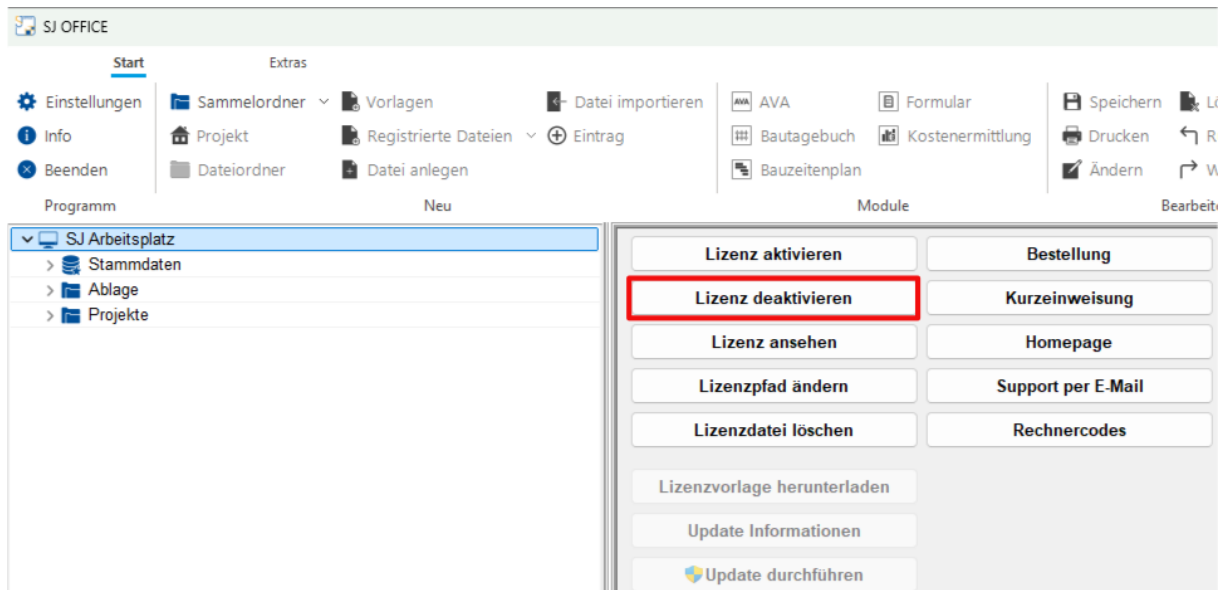 SJ OFFICE
Start Extras
Einstellungen Sammelordner Vorlagen Datei importieren AVA AVA Formular Speichern
Info Projekt Registrierte Dateien Eintrag Bautagebuch Kostenermittlung Drucken
Beenden Dateiordner Datei anlegen Bauzeitenplan Ändern
Programm Neu Module
SJ Arbeitsplatz
Stammdaten
Ablage
Projekte
Lizenz aktivieren Bestellung
Lizenz deaktivieren Kurzeinweisung
Lizenz ansehen Homepage
Lizenzpfad ändern Support per E-Mail
Lizenzdatei löschen Rechnercodes
Lizenzvorlage herunterladen
Update Informationen
Update durchführen